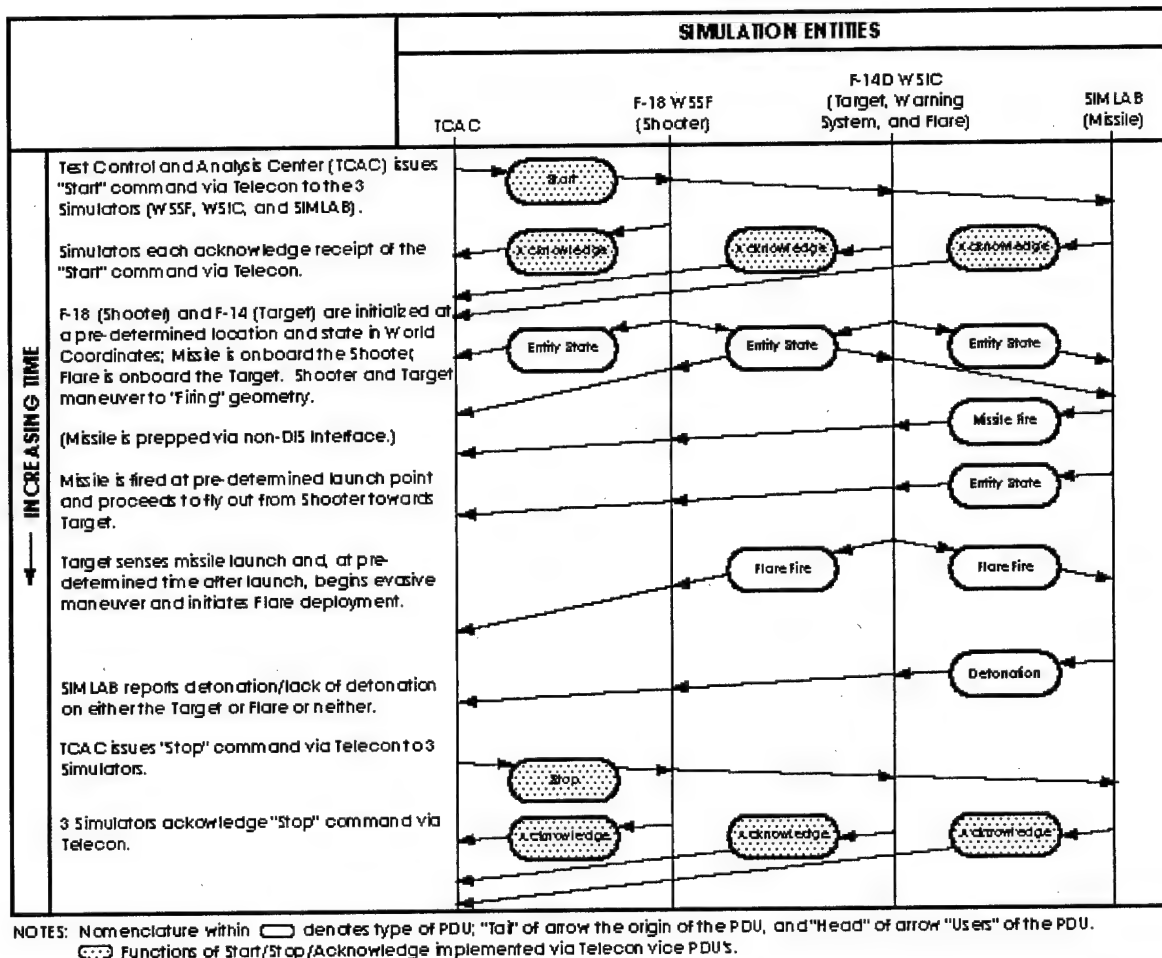 SIMULATION ENTITIES
TCAC
F-18 WSSF
(Shooter)
F-14D WSIC
(Target, Warning
System, and Flare)
SIMLAB
(Missile)
INCREASING TIME
Test Control and Analysis Center (TCAC) issues
"Start" command via Telecon to the 3
Simulators (WSSF, WSIC, and SIMLAB).
Start
Simulators each acknowledge receipt of the
"Start" command via Telecon.
Acknowledge
Acknowledge
Acknowledge
F-18 (Shooter) and F-14 (Target) are initialized at
a pre-determined location and state in World
Coordinates; Missile is onboard the Shooter,
Flare is onboard the Target. Shooter and Target
maneuver to "Firing" geometry.
Entity State
Entity State
Entity State
(Missile is prepped via non-DIS Interface.)
Missile Fire
Missile is fired at pre-determined launch point
and proceeds to fly out from Shooter towards
Target.
Entity State
Target senses missile launch and, at pre-
determined time after launch, begins evasive
maneuver and initiates Flare deployment.
Flare Fire
Flare Fire
SIMLAB reports detonation/lack of detonation
on either the Target or Flare or neither.
Detonation
TCAC issues "Stop" command via Telecon to 3
Simulators.
Stop
3 Simulators ackowledge "Stop" command via
Telecon.
Acknowledge
Acknowledge
Acknowledge
NOTES: Nomenclature within denotes type of PDU; "Tail" of arrow the origin of the PDU, and "Head" of arrow "Users" of the PDU.
Functions of Start/Stop/Acknowledge implemented via Telecon vice PDU's.